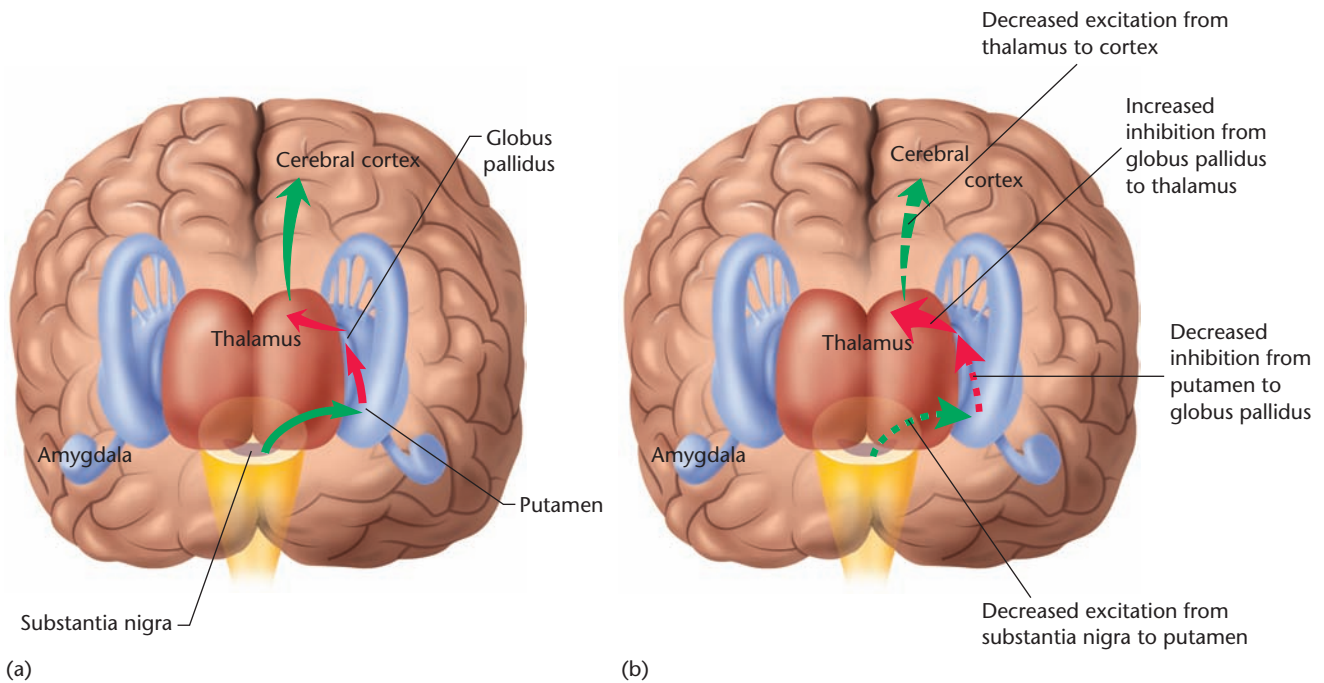 Globus
pallidus
Cerebral cortex
Thalamus
Amygdala
Putamen
Substantia nigra
(a)
Decreased excitation from
thalamus to cortex
Increased
inhibition from
globus pallidus
to thalamus
Cerebral
cortex
Thalamus
Decreased
inhibition from
putamen to
globus pallidus
Amygdala
Decreased excitation from
substantia nigra to putamen
(b)